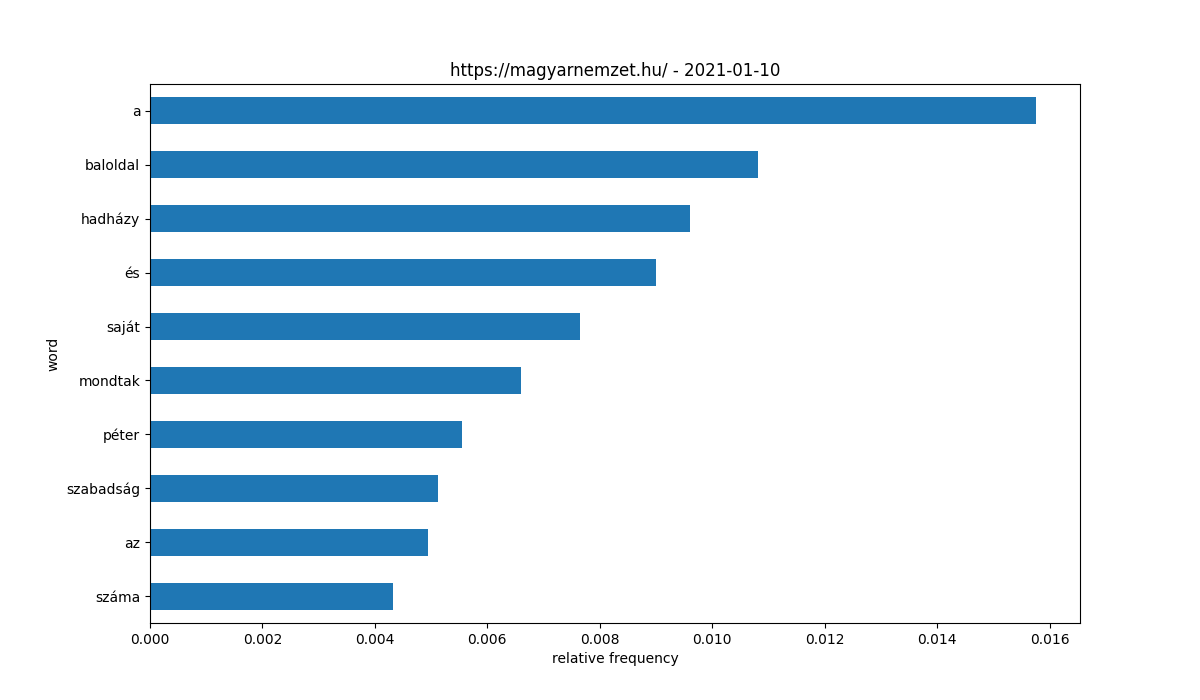 https://magyarnemzet.hu/ - 2021-01-10
a
baloldal
hadházy
és
saját
mondtak
péter
szabadság
az
száma
word
0.000 0.002 0.004 0.006 0.008 0.010 0.012 0.014 0.016
relative frequency